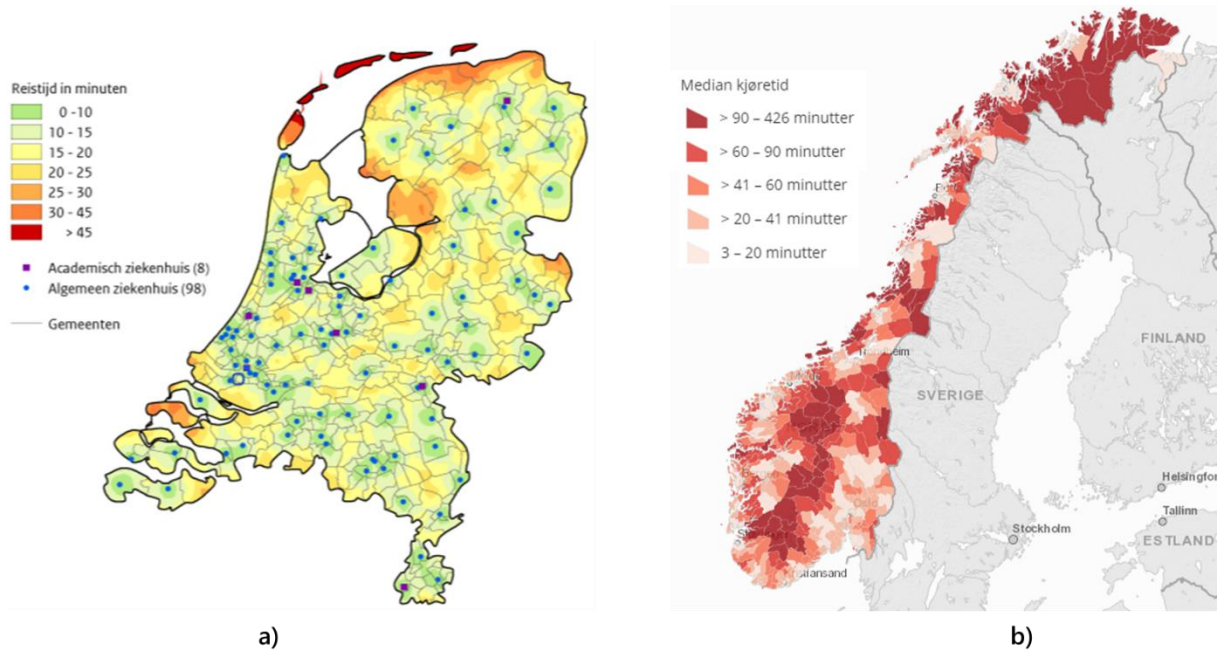 Reistijd in minuten
0 -10
10 - 15
15 - 20
20 - 25
25 - 30
30 - 45
> 45
Academisch ziekenhuis (8)
Algemeen ziekenhuis (98)
Gemeenten
a)
Median kjøretid
> 90 – 426 minutter
> 60 – 90 minutter
> 41 – 60 minutter
> 20 – 41 minutter
3 – 20 minutter
SVERIGE
FINLAND
Helsingfor
Tallinn
Stockholm
ESTLAND
b)